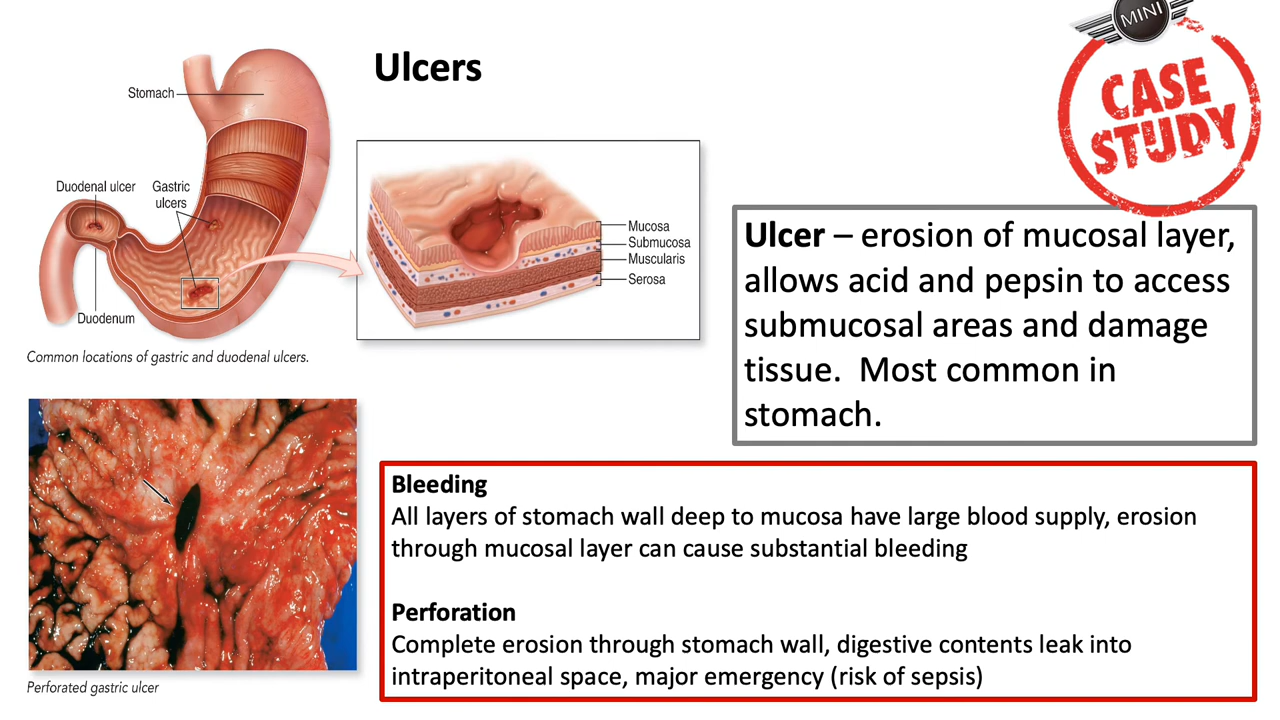 Ulcers
MINI
CASE
STUDY
Stomach
Duodenal ulcer
Gastric
ulcers
Duodenum
Common locations of gastric and duodenal ulcers.
Mucosa
Submucosa
Muscularis
Serosa
Ulcer – erosion of mucosal layer,
allows acid and pepsin to access
submucosal areas and damage
tissue.  Most common in
stomach.
Perforated gastric ulcer
Bleeding
All layers of stomach wall deep to mucosa have large blood supply, erosion
through mucosal layer can cause substantial bleeding
Perforation
Complete erosion through stomach wall, digestive contents leak into
intraperitoneal space, major emergency (risk of sepsis)